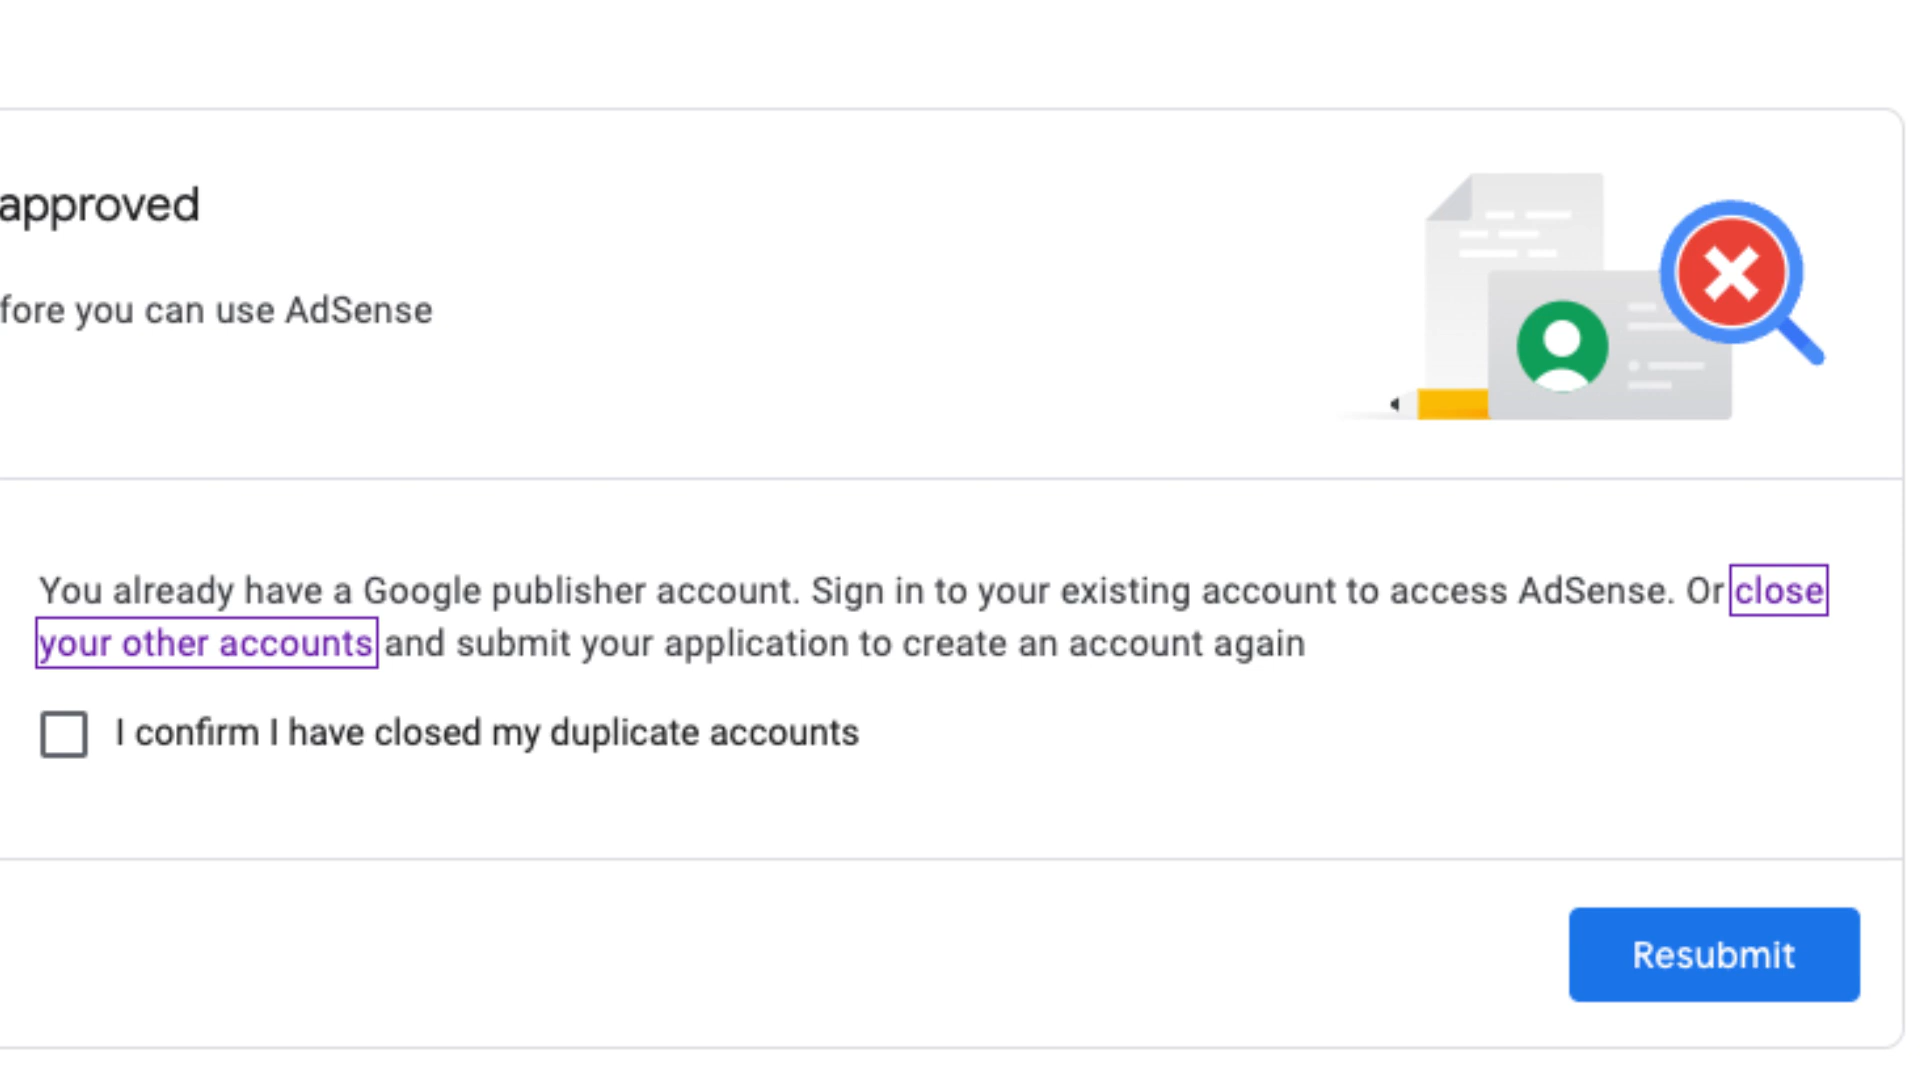 approved
fore you can use AdSense
You already have a Google publisher account. Sign in to your existing account to access AdSense. Or close
your other accounts and submit your application to create an account again
I confirm I have closed my duplicate accounts
Resubmit